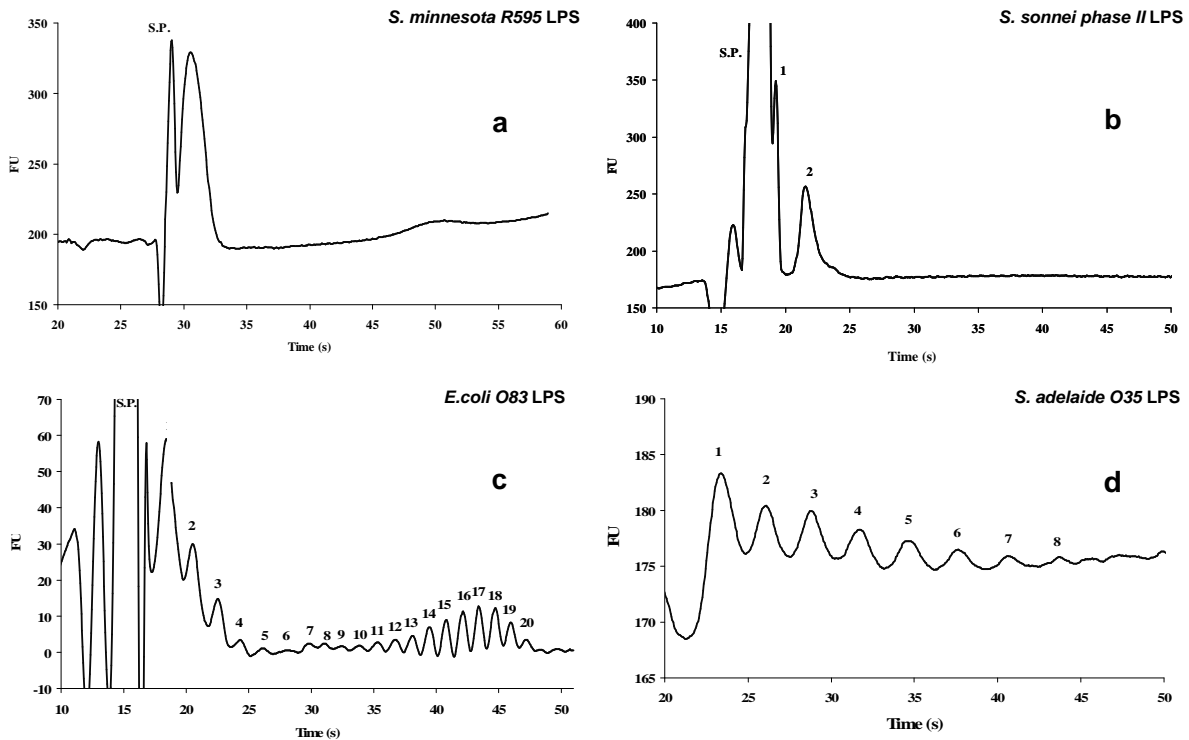 S. minnesota R595 LPS
350
300
250
200
150
FU
S.P.
a
20 25 30 35 40 45 50 55 60
Time (s)
S. sonnei phase II LPS
400
350
300
250
200
150
FU
S.P.
1
2
b
10 15 20 25 30 35 40 45 50
Time (s)
E.coli O83 LPS
70
60
50
40
30
20
10
0
-10
FU
S.P.
c
2
3
4 5 6 7 8 9 10 11 12 13 14 15 16 17 18 19 20
10 15 20 25 30 35 40 45 50
Time (s)
S. adelaide O35 LPS
190
185
180
175
170
165
FU
1 2 3 4 5 6 7 8
d
20 25 30 35 40 45 50
Time (s)